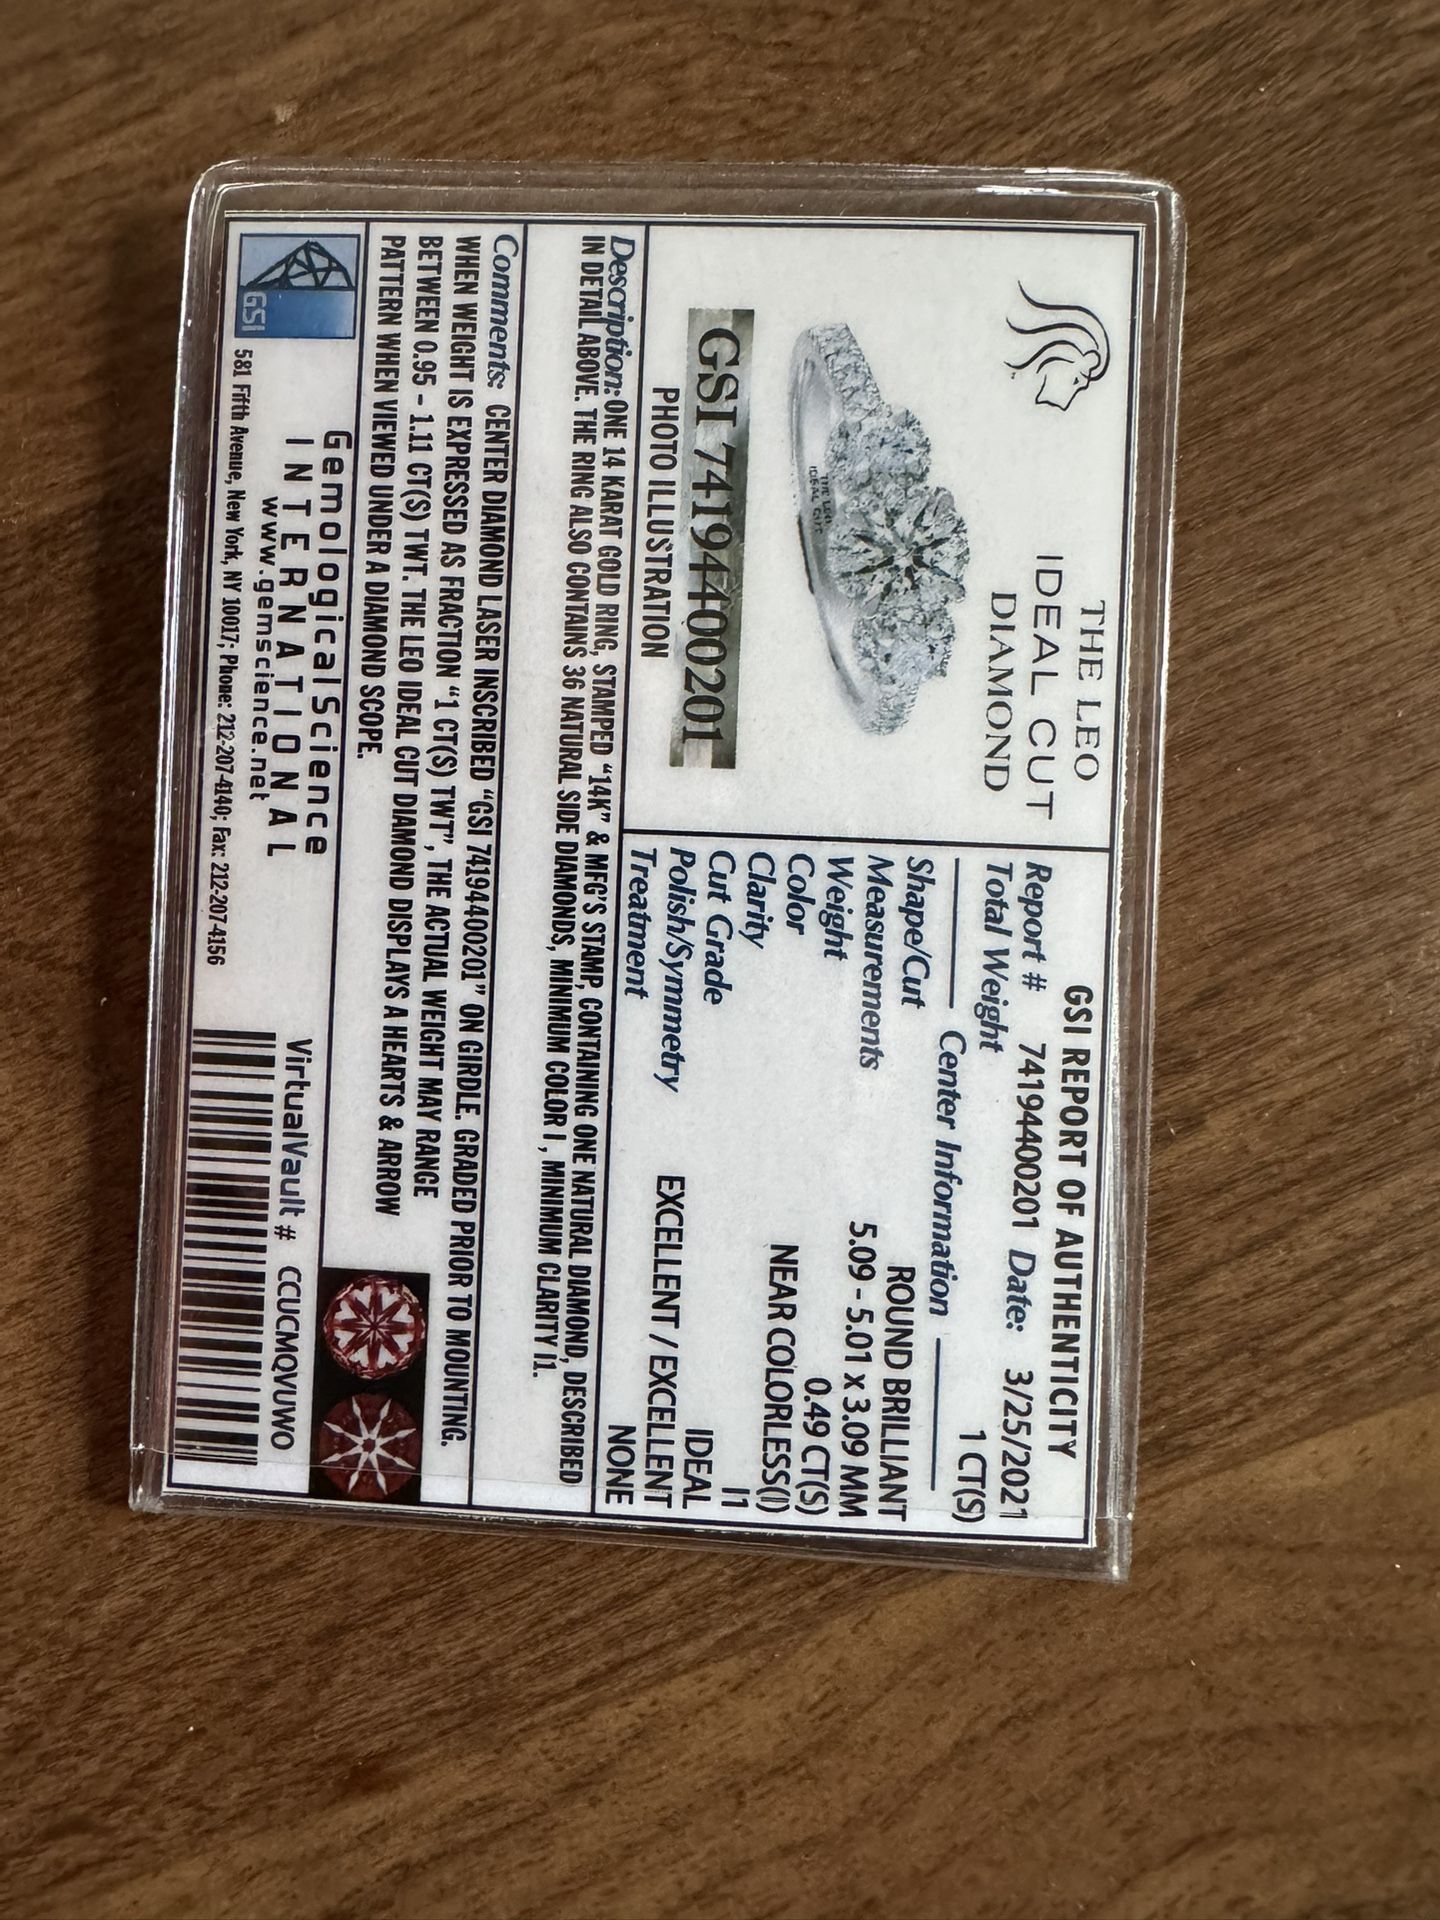 THE LEO
IDEAL CUT
DIAMOND
THE LEO
IDEAL CUT
GSI 7419440020​1
PHOTO ILLUSTRATION
GSI REPORT OF AUTHENTICITY
Report # 74194400201 Date: 3/25/2021
Total Weight 1 CT(S)
Center Information
Shape/Cut ROUND BRILLIANT
Measurements 5.09 - 5.01 x 3.09 MM
Weight 0.49 CT(S)
Color NEAR COLORLESS(I)
Clarity I1
Cut Grade IDEAL
Polish/Symmetry EXCELLENT / EXCELLENT
Treatment NONE
Description: ONE 14 KARAT GOLD RING, STAMPED "14K" & MFG'S STAMP, CONTAINING ONE NATURAL DIAMOND, DESCRIBED
IN DETAIL ABOVE. THE RING ALSO CONTAINS 36 NATURAL SIDE DIAMONDS, MINIMUM COLOR I , MINIMUM CLARITY I1.
Comments: CENTER DIAMOND LASER INSCRIBED "GSI 74194400201" ON GIRDLE. GRADED PRIOR TO MOUNTING.
WHEN WEIGHT IS EXPRESSED AS FRACTION "1 CT(S) TWT", THE ACTUAL WEIGHT MAY RANGE
BETWEEN 0.95 - 1.11 CT(S) TWT. THE LEO IDEAL CUT DIAMOND DISPLAYS A HEARTS & ARROW
PATTERN WHEN VIEWED UNDER A DIAMOND SCOPE.
GSI
GemologicalScience
INTERNATIONAL
www.gemscience.net
581 Fifth Avenue, New York, NY 10017; Phone: 212-207-4140; Fax: 212-207-4156
VirtualVault # CCUCMQVUWO